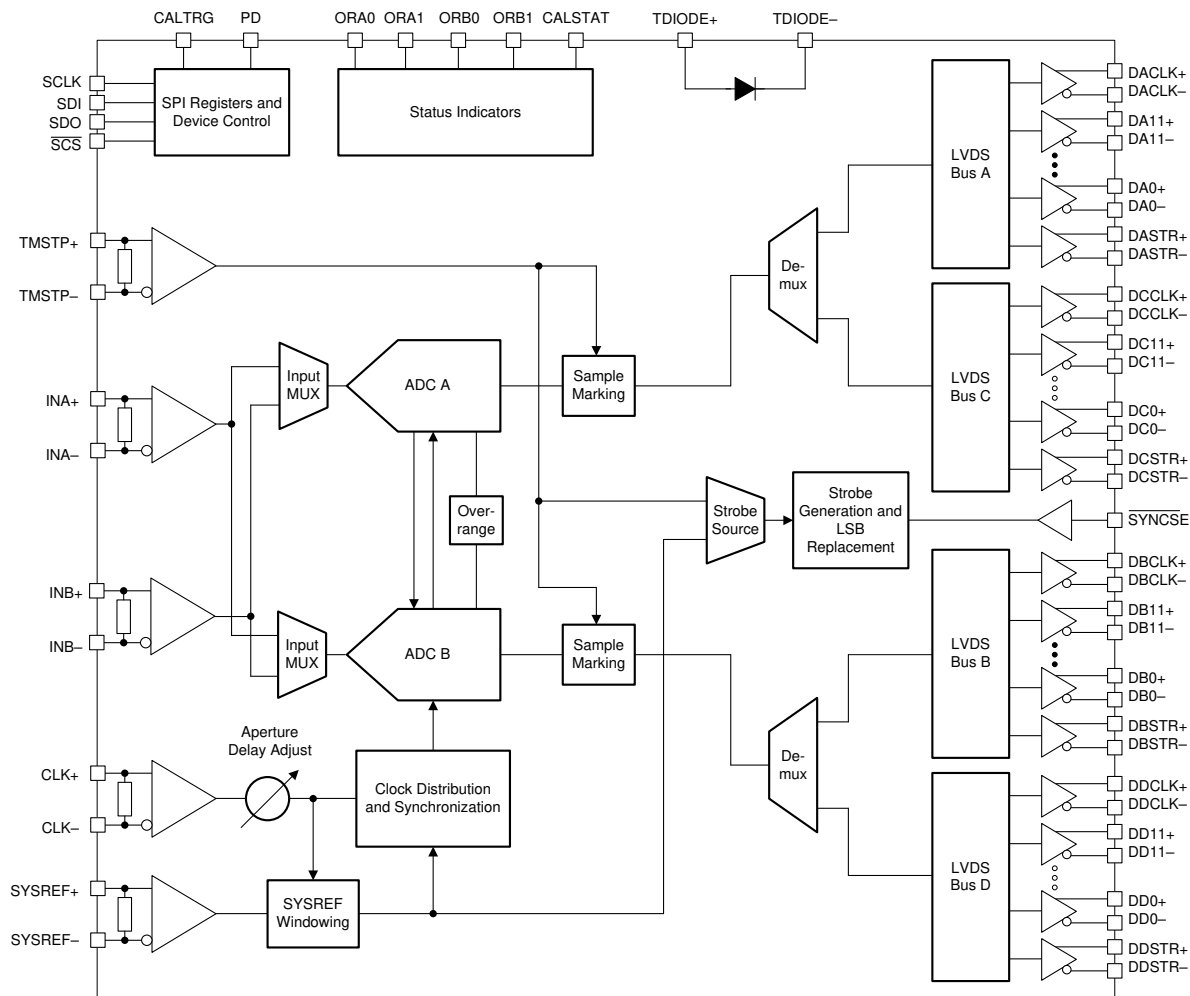 CALTRG
PD
ORA0
ORA1
ORB0
ORB1
CALSTAT
TDIODE+
TDIODE–
SCLK
SDI
SDO
SCS
SPI Registers and
Device Control
Status Indicators
LVDS
Bus A
DACLK+
DACLK–
DA11+
DA11–
DA0+
DA0–
DASTR+
DASTR–
TMSTP+
TMSTP–
De-
mux
LVDS
Bus C
DCCLK+
DCCLK–
DC11+
DC11–
DC0+
DC0–
DCSTR+
DCSTR–
INA+
INA–
Input
MUX
ADC A
Sample
Marking
Over-
range
Strobe
Source
Strobe
Generation and
LSB
Replacement
SYNCSE
INB+
INB–
Input
MUX
ADC B
Sample
Marking
LVDS
Bus B
DBCLK+
DBCLK–
DB11+
DB11–
DB0+
DB0–
DBSTR+
DBSTR–
Aperture
Delay Adjust
CLK+
CLK–
Clock Distribution
and Synchronization
De-
mux
LVDS
Bus D
DDCLK+
DDCLK–
DD11+
DD11–
DD0+
DD0–
DDSTR+
DDSTR–
SYSREF+
SYSREF–
SYSREF
Windowing